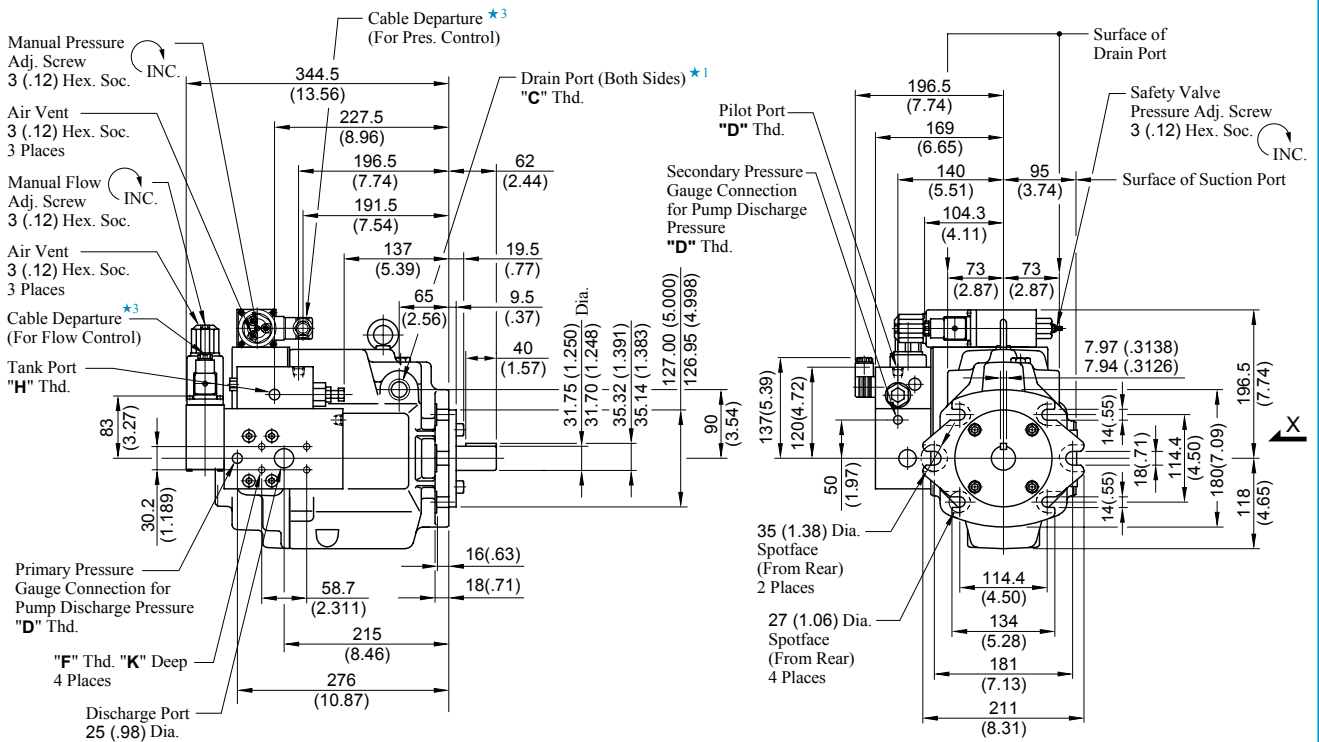 Cable Departure ★3
(For Pres. Control)
Manual Pressure
Adj. Screw
3 (.12) Hex. Soc.
INC.
Air Vent
3 (.12) Hex. Soc.
3 Places
Manual Flow
Adj. Screw
3 (.12) Hex. Soc.
INC.
Air Vent
3 (.12) Hex. Soc.
3 Places
Cable Departure ★3
(For Flow Control)
Tank Port
"H" Thd.
344.5
(13.56)
227.5
(8.96)
196.5
(7.74)
191.5
(7.54)
137
(5.39)
65
(2.56)
Drain Port (Both Sides) ★1
"C" Thd.
62
(2.44)
19.5
(.77)
9.5
(.37)
40
(1.57)
31.75 (1.250) Dia.
31.70 (1.248)
35.32 (1.391)
35.14 (1.383)
127.00 (5.000)
126.95 (4.998)
83
(3.27)
30.2
(1.189)
Primary Pressure
Gauge Connection for
Pump Discharge Pressure
"D" Thd.
"F" Thd. "K" Deep
4 Places
Discharge Port
25 (.98) Dia.
58.7
(2.311)
215
(8.46)
276
(10.87)
16(.63)
18(.71)
90
(3.54)
Surface of
Drain Port
196.5
(7.74)
Pilot Port
"D" Thd.
169
(6.65)
Safety Valve
Pressure Adj. Screw
3 (.12) Hex. Soc.
INC.
Secondary Pressure
Gauge Connection
for Pump Discharge
Pressure
"D" Thd.
140
(5.51)
95
(3.74)
Surface of Suction Port
104.3
(4.11)
73
(2.87)
73
(2.87)
7.97 (.3138)
7.94 (.3126)
137(5.39)
120(4.72)
50
(1.97)
14(.55)
18(.71)
14(.55)
114.4
(4.50)
180(7.09)
196.5
(7.74)
118
(4.65)
X
35 (1.38) Dia.
Spotface
(From Rear)
2 Places
27 (1.06) Dia.
Spotface
(From Rear)
4 Places
114.4
(4.50)
134
(5.28)
181
(7.13)
211
(8.31)